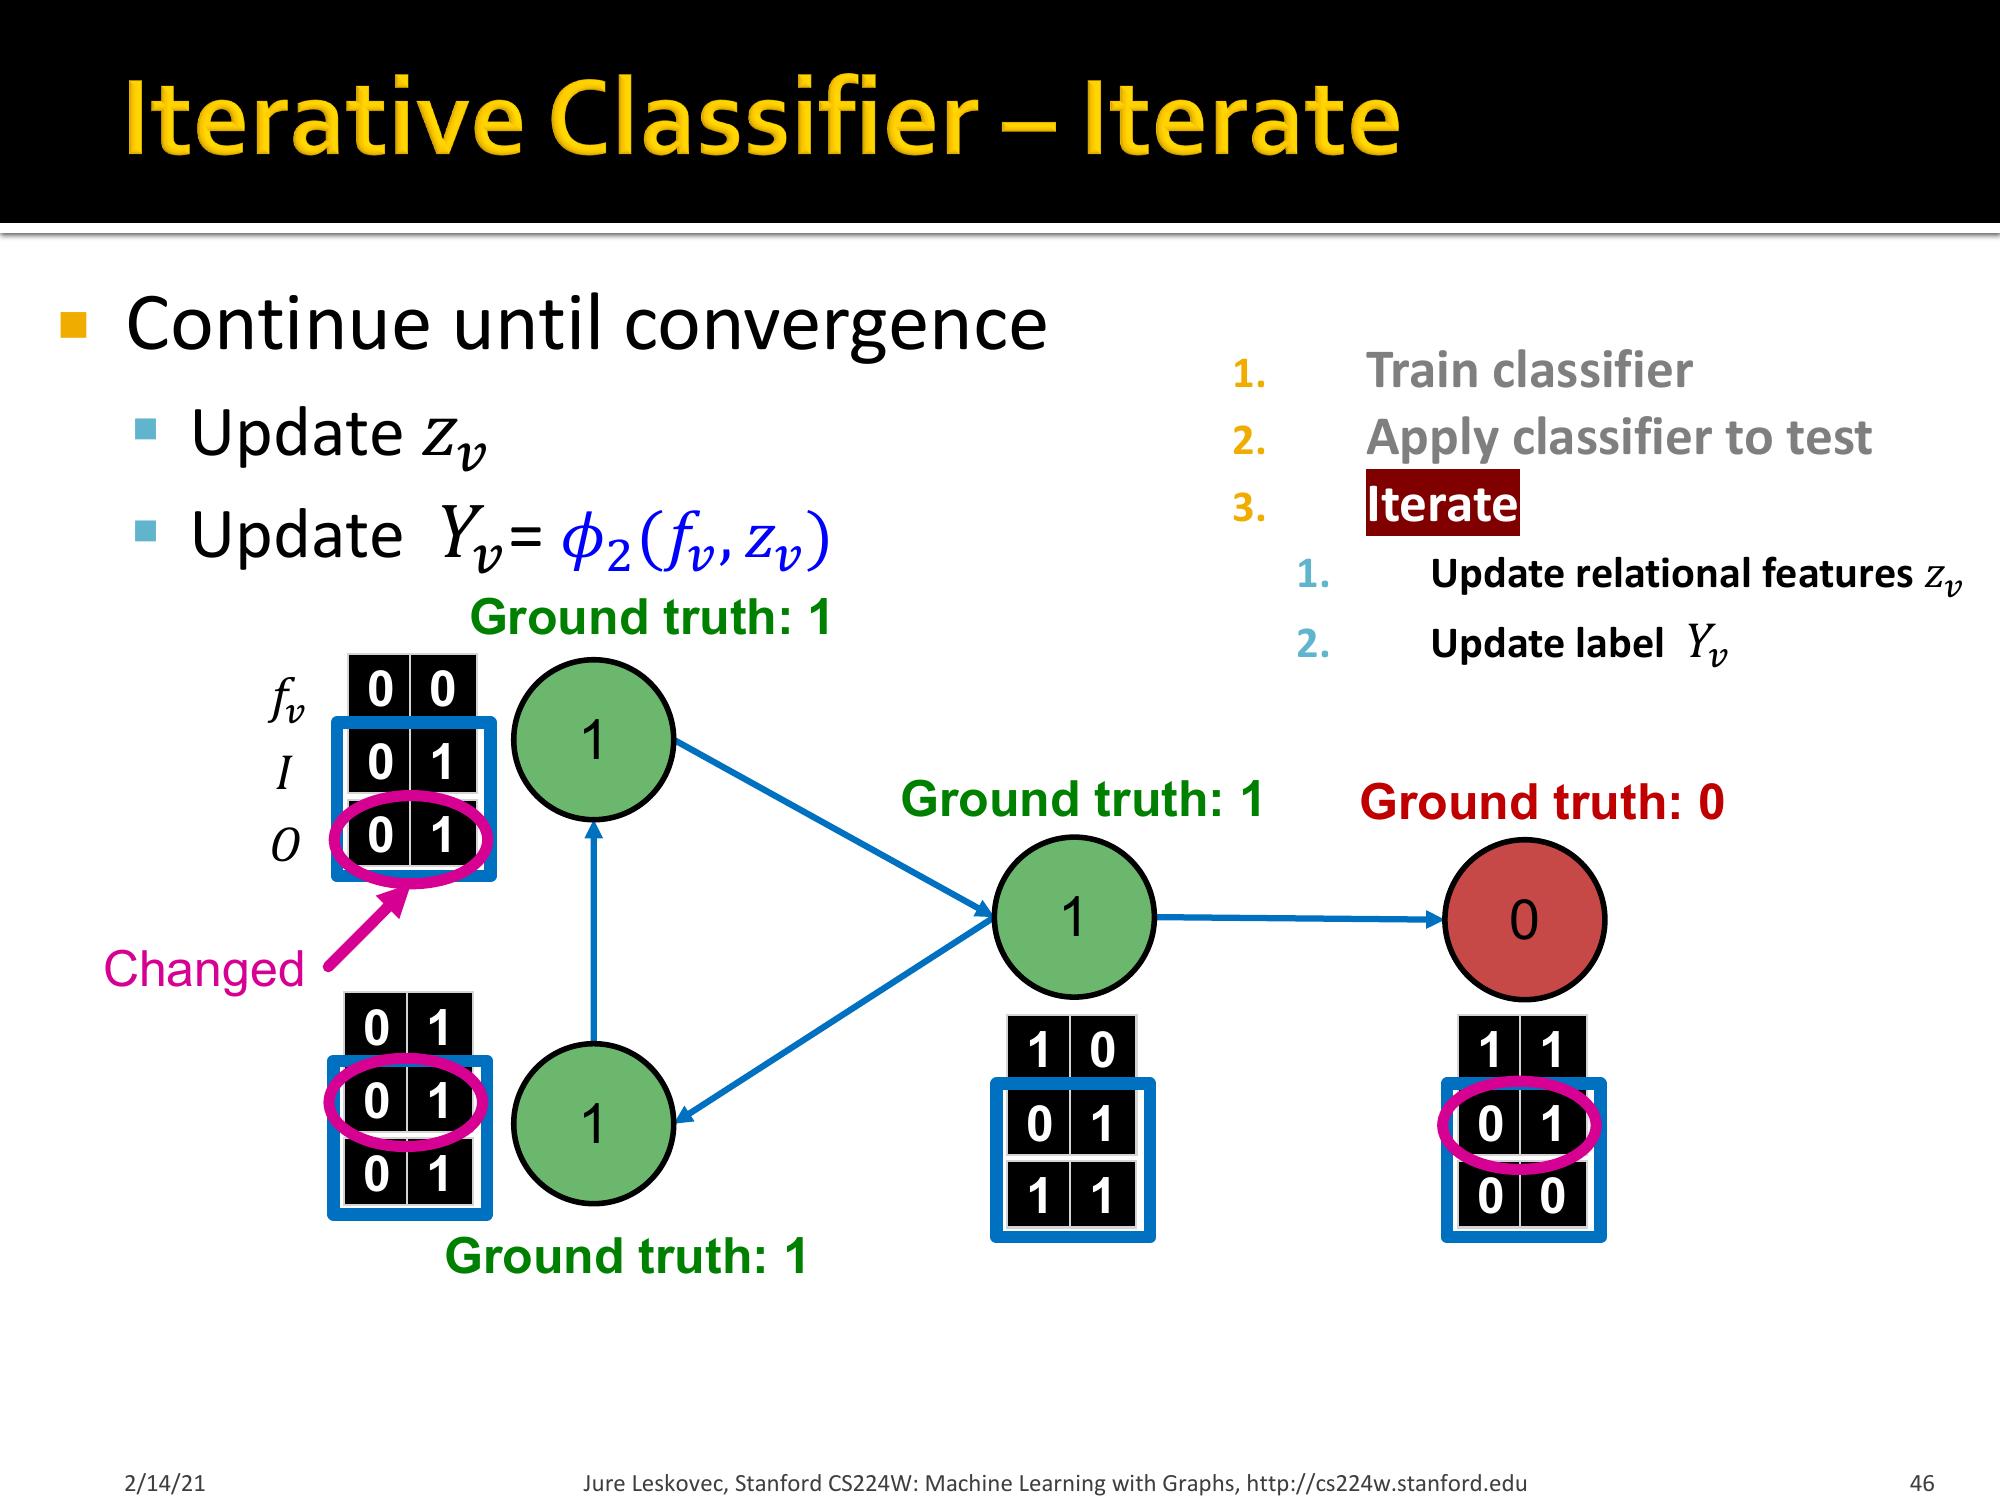 Iterative Classifier – Iterate
Continue until convergence
Update z_v
Update Y_v= ϕ_2(f_v, z_v)
1. Train classifier
2. Apply classifier to test
3. Iterate
1. Update relational features z_v
2. Update label Y_v
Ground truth: 1
f_v 0 0
I 0 1
O 0 1
1
Changed
0 1
0 1
0 1
1
Ground truth: 1
Ground truth: 1
1
1 0
0 1
1 1
Ground truth: 0
0
1 1
0 1
0 0
2/14/21
Jure Leskovec, Stanford CS224W: Machine Learning with Graphs, http://cs224w.stanford.edu
46